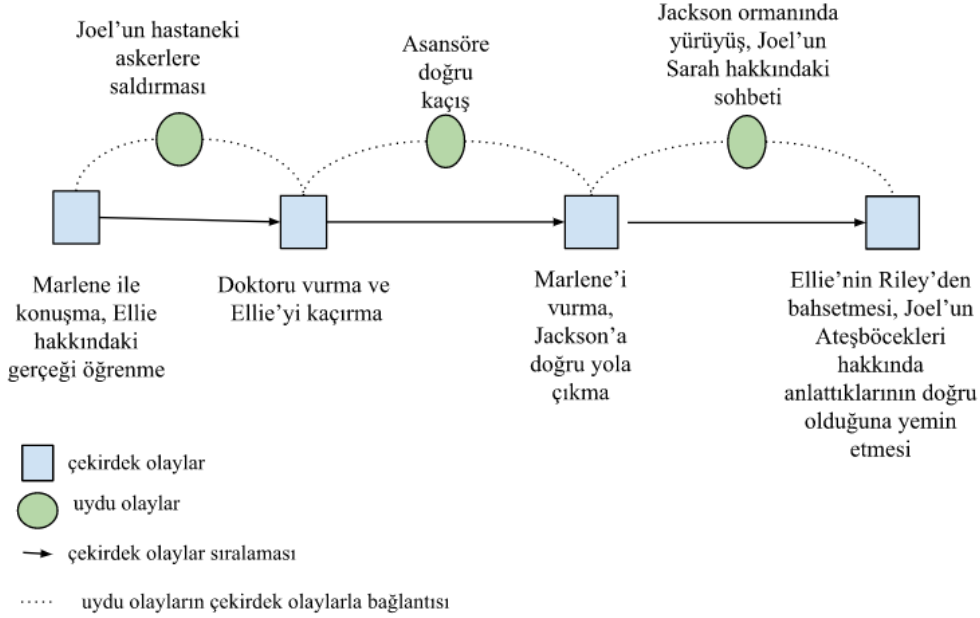 Joel'un hastaneki
askerlere
saldırması
Asansöre
doğru
kaçış
Jackson ormanında
yürüyüş, Joel'un
Sarah hakkındaki
sohbeti
Marlene ile
konuşma, Ellie
hakkındaki
gerçeği öğrenme
Doktoru vurma ve
Ellie'yi kaçırma
Marlene'i
vurma,
Jackson'a
doğru yola
çıkma
Ellie'nin Riley'den
bahsetmesi, Joel'un
Ateşböcekleri
hakkında
anlattıklarının doğru
olduğuna yemin
etmesi
çekirdek olaylar
uydu olaylar
çekirdek olaylar sıralaması
uydu olayların çekirdek olaylarla bağlantısı